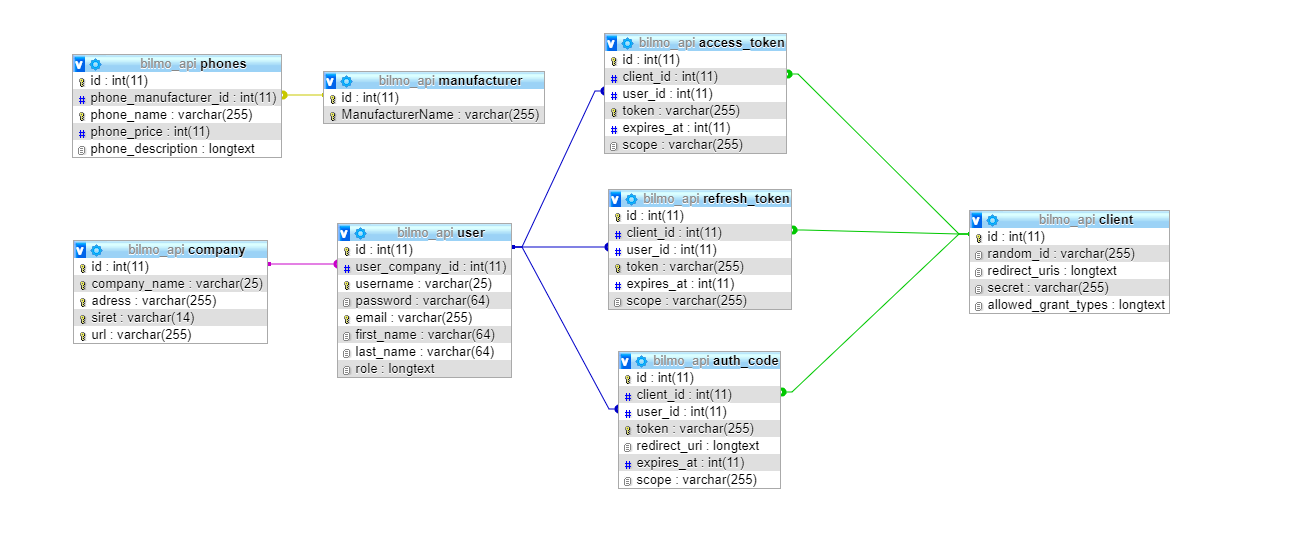 bilmo_api phones
id : int(11)
phone_manufacturer_id : int(11)
phone_name : varchar(255)
phone_price : int(11)
phone_description : longtext
bilmo_api manufacturer
id : int(11)
ManufacturerName : varchar(255)
bilmo_api company
id : int(11)
company_name : varchar(25)
adress : varchar(255)
siret : varchar(14)
url : varchar(255)
bilmo_api user
id : int(11)
user_company_id : int(11)
username : varchar(25)
password : varchar(64)
email : varchar(255)
first_name : varchar(64)
last_name : varchar(64)
role : longtext
bilmo_api access_token
id : int(11)
client_id : int(11)
user_id : int(11)
token : varchar(255)
expires_at : int(11)
scope : varchar(255)
bilmo_api refresh_token
id : int(11)
client_id : int(11)
user_id : int(11)
token : varchar(255)
expires_at : int(11)
scope : varchar(255)
bilmo_api auth_code
id : int(11)
client_id : int(11)
user_id : int(11)
token : varchar(255)
redirect_uri : longtext
expires_at : int(11)
scope : varchar(255)
bilmo_api client
id : int(11)
random_id : varchar(255)
redirect_uris : longtext
secret : varchar(255)
allowed_grant_types : longtext